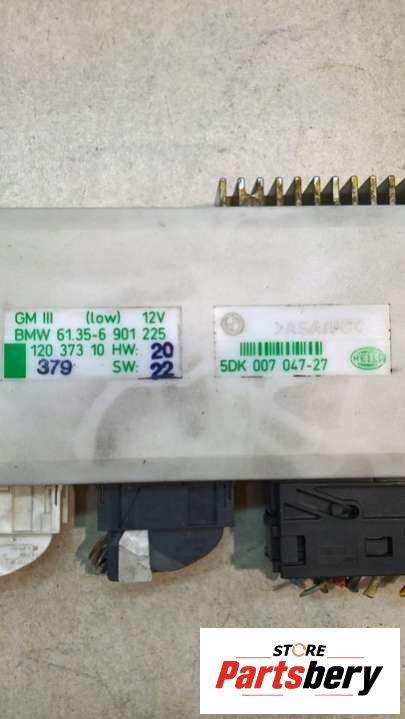 GM III (low) 12V
BMW 61.35-6 901 225
120 373 10 HW: 20
379 SW: 22
5DK 007 047-27
HELLA
STORE
Partsbery